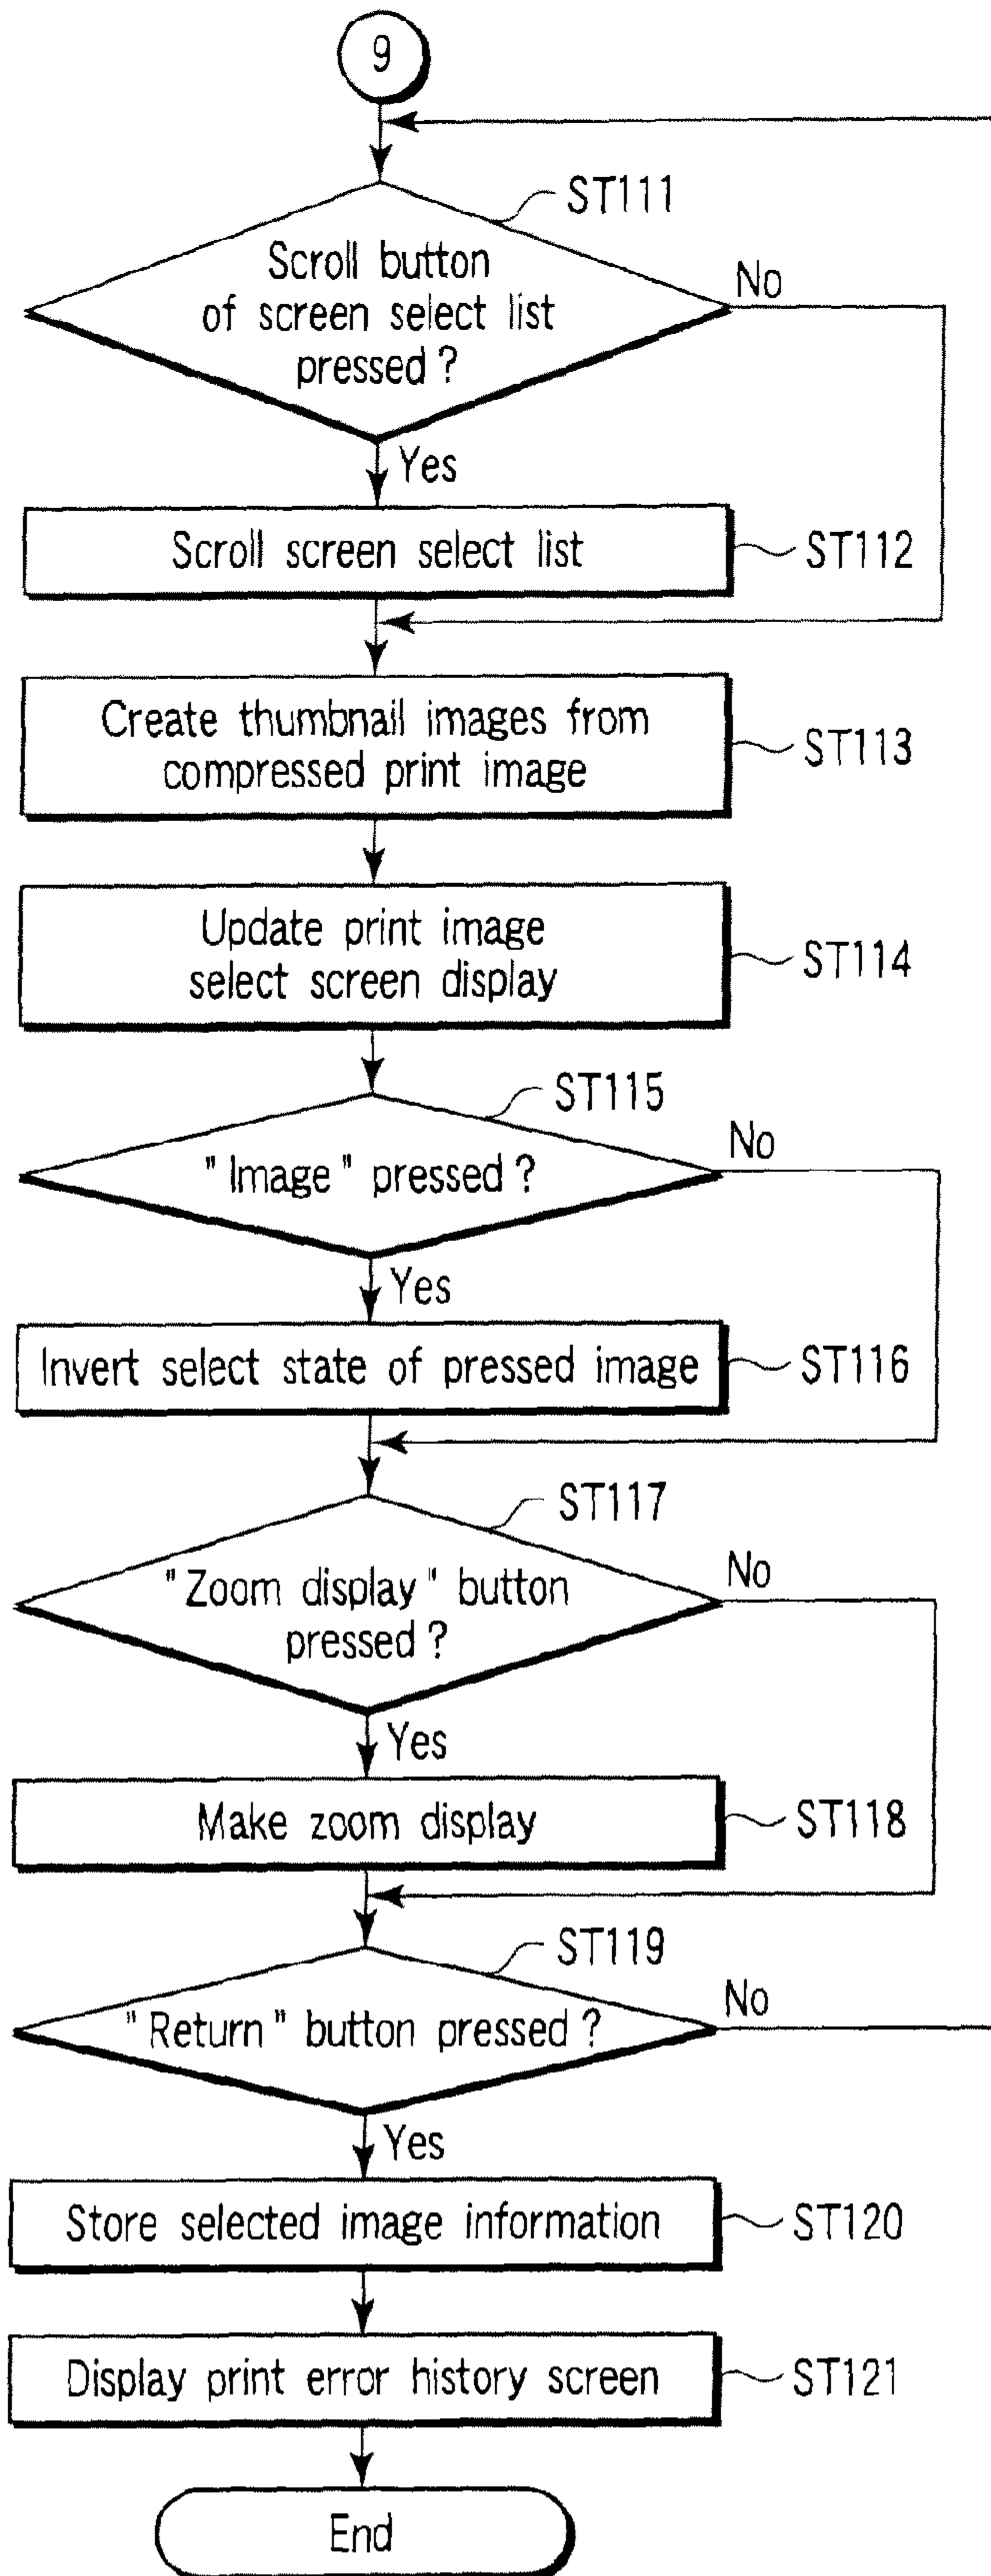 9
ST111
Scroll button
of screen select list
pressed ?
No
Yes
Scroll screen select list
ST112
Create thumbnail images from
compressed print image
ST113
Update print image
select screen display
ST114
ST115
"Image" pressed ?
No
Yes
Invert select state of pressed image
ST116
ST117
"Zoom display" button
pressed ?
No
Yes
Make zoom display
ST118
ST119
"Return" button pressed ?
No
Yes
Store selected image information
ST120
Display print error history screen
ST121
End